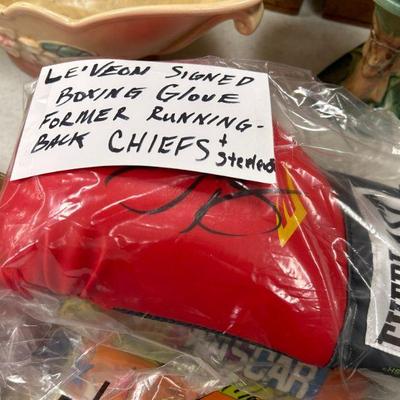 LE'VEON SIGNED
BOXING GLOVE
FORMER RUNNING-
BACK CHIEFS +
Steelers
NASCAR